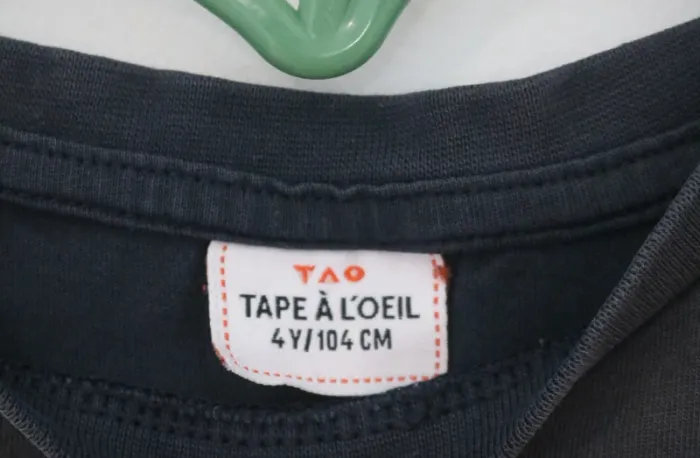 TAO
TAPE À L'OEIL
4Y/104 CM